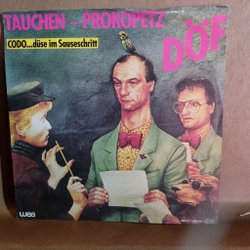 TAUCHEN – PROKOPETZ
CODO...düse im Sauseschritt
DÖF
wea